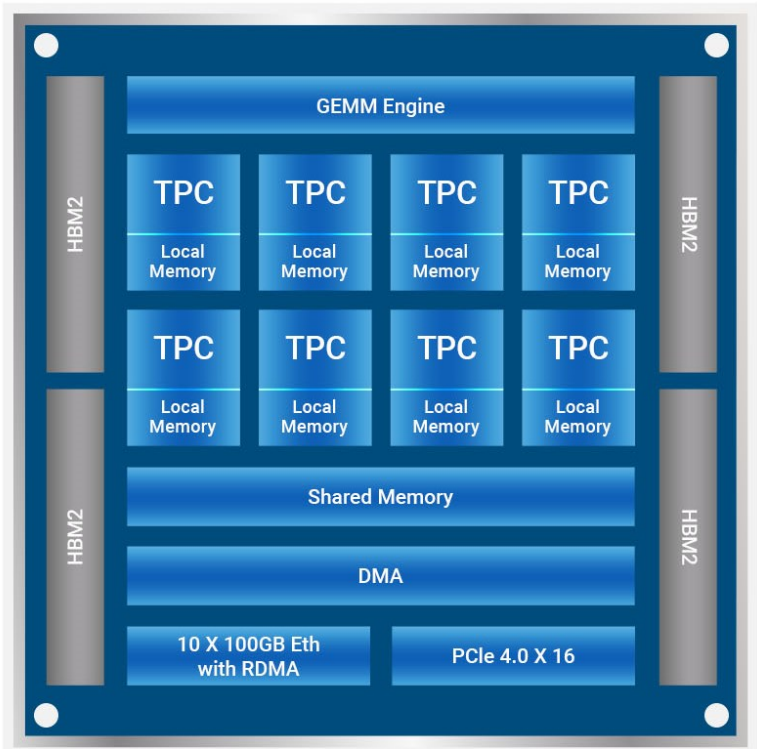 GEMM Engine
HBM2
HBM2
TPC
Local
Memory
TPC
Local
Memory
TPC
Local
Memory
TPC
Local
Memory
TPC
Local
Memory
TPC
Local
Memory
TPC
Local
Memory
TPC
Local
Memory
HBM2
HBM2
Shared Memory
DMA
10 X 100GB Eth
with RDMA
PCle 4.0 X 16